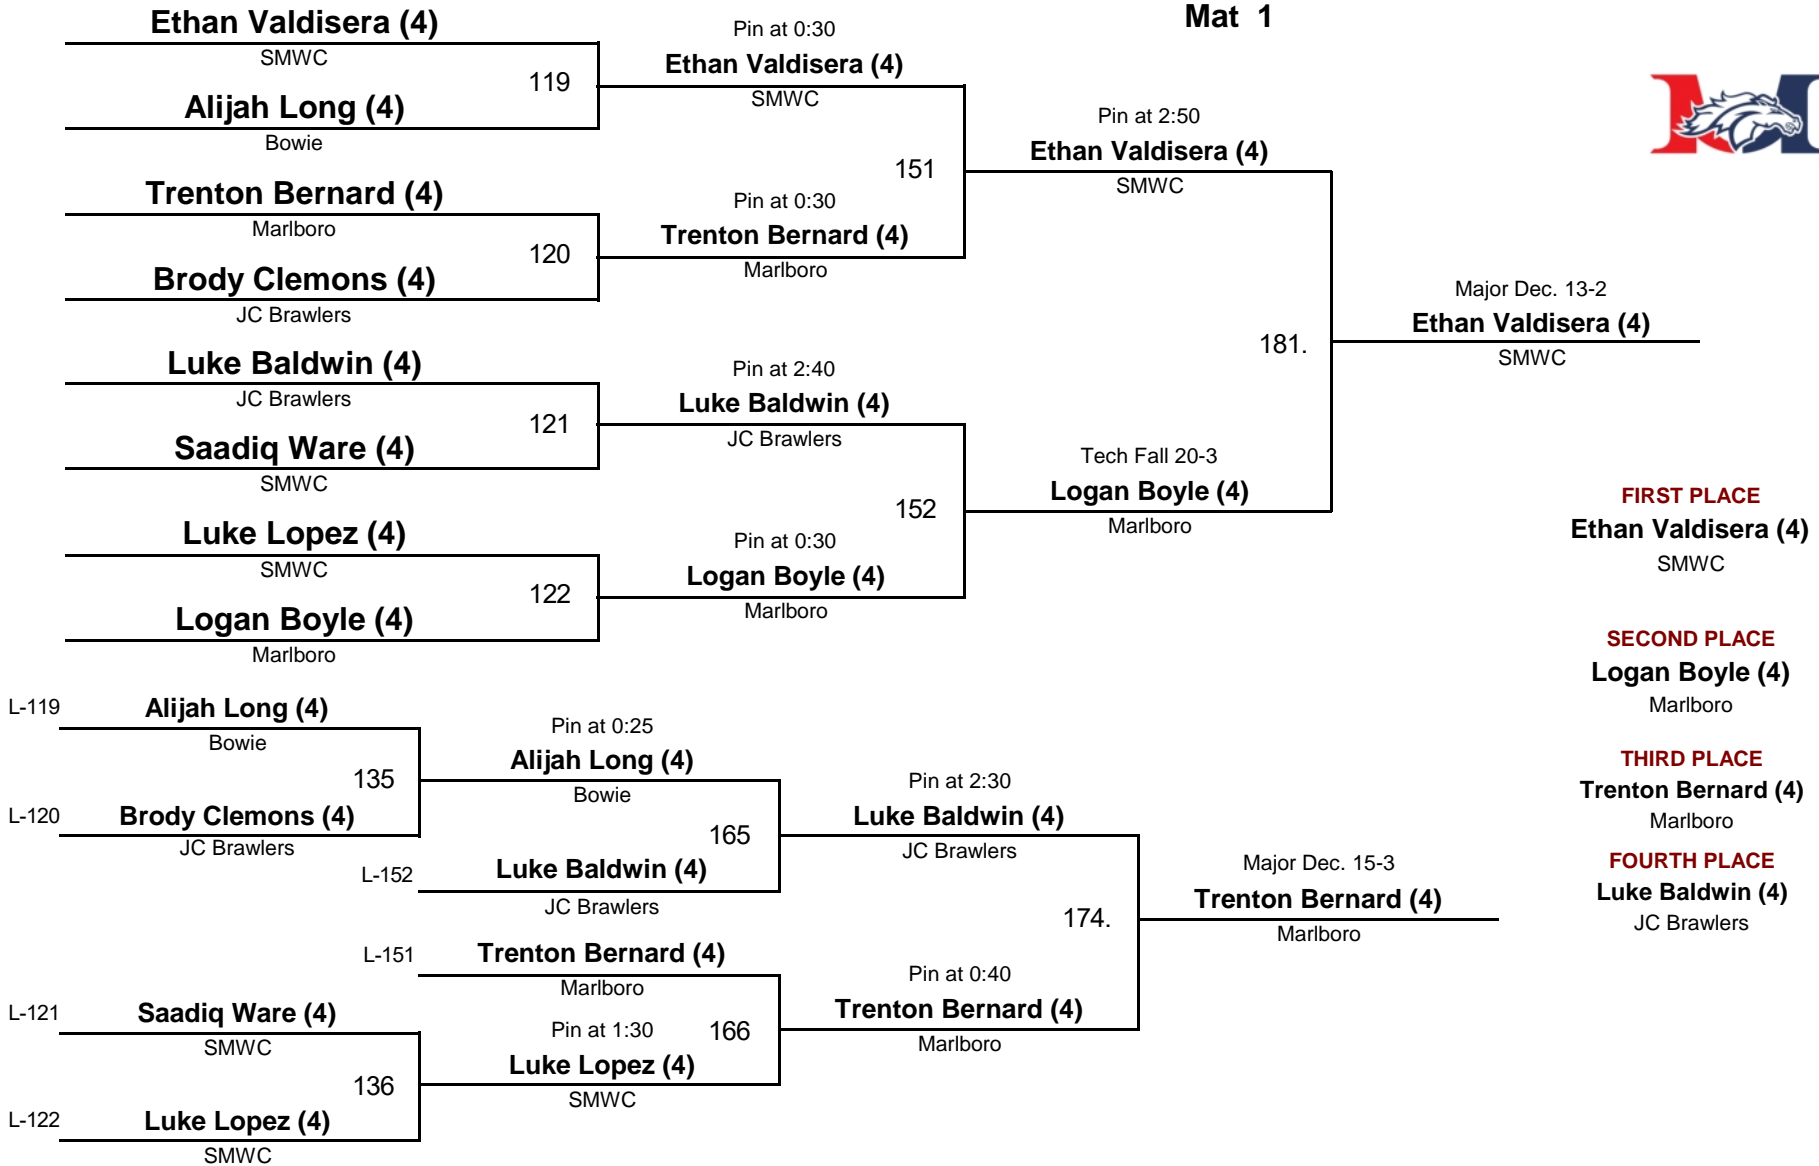 Mat 1
Ethan Valdisera (4)
SMWC
119
Alijah Long (4)
Bowie
Trenton Bernard (4)
Marlboro
120
Brody Clemons (4)
JC Brawlers
Luke Baldwin (4)
JC Brawlers
121
Saadiq Ware (4)
SMWC
Luke Lopez (4)
SMWC
122
Logan Boyle (4)
Marlboro
Pin at 0:30
Ethan Valdisera (4)
SMWC
151
Pin at 0:30
Trenton Bernard (4)
Marlboro
Pin at 2:40
Luke Baldwin (4)
JC Brawlers
152
Pin at 0:30
Logan Boyle (4)
Marlboro
Pin at 2:50
Ethan Valdisera (4)
SMWC
181.
Tech Fall 20-3
Logan Boyle (4)
Marlboro
Major Dec. 13-2
Ethan Valdisera (4)
SMWC
FIRST PLACE
Ethan Valdisera (4)
SMWC
SECOND PLACE
Logan Boyle (4)
Marlboro
THIRD PLACE
Trenton Bernard (4)
Marlboro
FOURTH PLACE
Luke Baldwin (4)
JC Brawlers
L-119
Alijah Long (4)
Bowie
135
L-120
Brody Clemons (4)
JC Brawlers
Pin at 0:25
Alijah Long (4)
Bowie
165
L-152
Luke Baldwin (4)
JC Brawlers
L-151
Trenton Bernard (4)
Marlboro
166
L-121
Saadiq Ware (4)
SMWC
136
L-122
Luke Lopez (4)
SMWC
Pin at 1:30
Luke Lopez (4)
SMWC
Pin at 2:30
Luke Baldwin (4)
JC Brawlers
174.
Pin at 0:40
Trenton Bernard (4)
Marlboro
Major Dec. 15-3
Trenton Bernard (4)
Marlboro